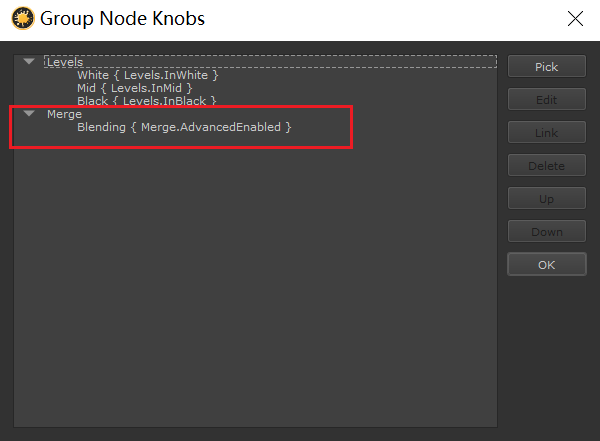 Group Node Knobs
Levels
White { Levels.InWhite }
Mid { Levels.InMid }
Black { Levels.InBlack }
Merge
Blending { Merge.AdvancedEnabled }
Pick
Edit
Link
Delete
Up
Down
OK